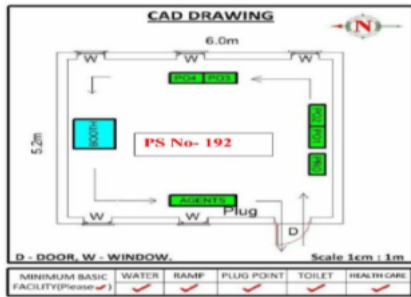 CAD DRAWING
N
6.0m
W W W
PO4 PO3
5.2m
BOOTH
PS No- 192
PO2
PO1
PRO
AGENTS
Plug
W W
D
D - DOOR, W - WINDOW.
Scale 1cm : 1m
MINIMUM BASIC FACILITY(Please✓) WATER RAMP PLUG POINT TOILET HEALTH CARE